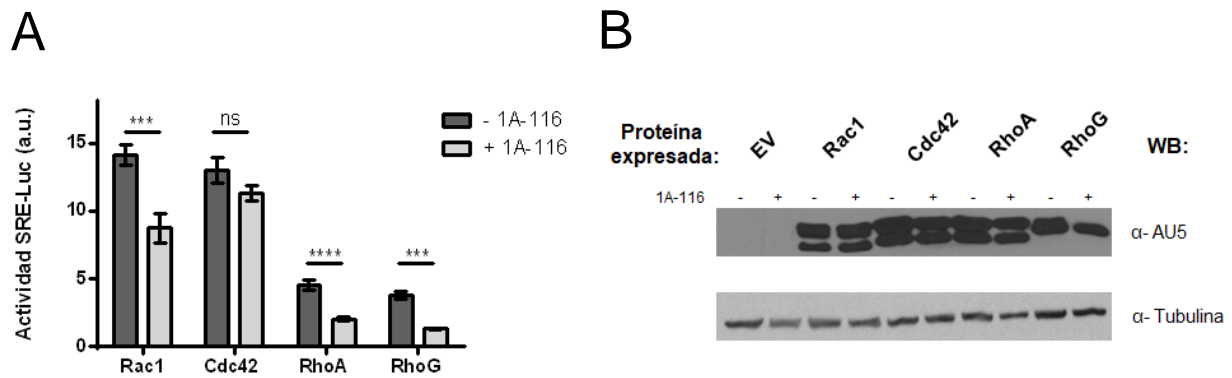 A
Actividad SRE-Luc (a.u.)
15
10
5
0
***
ns
****
***
- 1A-116
+ 1A-116
Rac1 Cdc42 RhoA RhoG
B
Proteína
expresada:
EV Rac1 Cdc42 RhoA RhoG
WB:
1A-116 - + - + - + - + - +
α- AU5
α- Tubulina